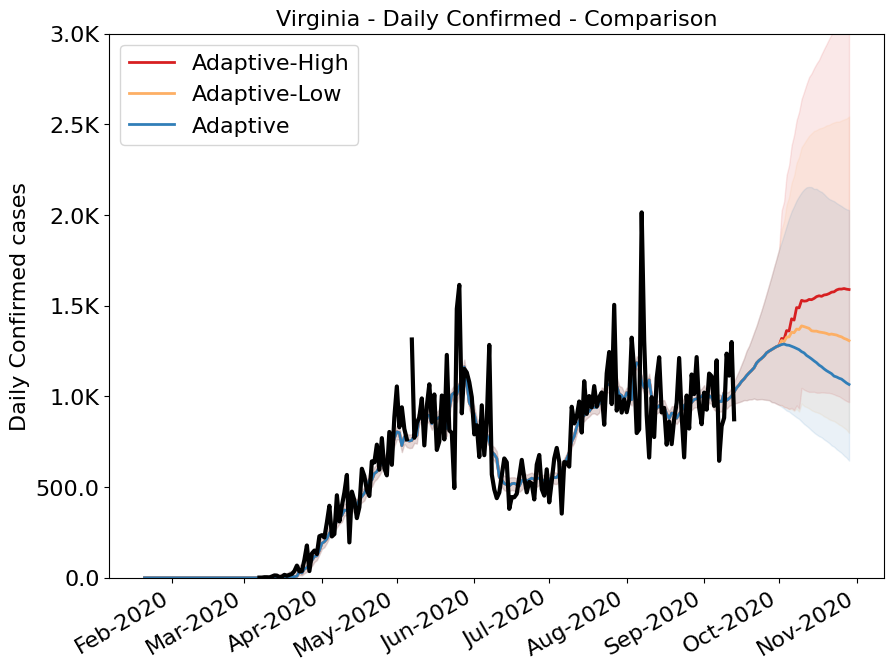 Virginia - Daily Confirmed - Comparison
Adaptive-High
Adaptive-Low
Adaptive
Daily Confirmed cases
3.0K
2.5K
2.0K
1.5K
1.0K
500.0
0.0
Feb-2020
Mar-2020
Apr-2020
May-2020
Jun-2020
Jul-2020
Aug-2020
Sep-2020
Oct-2020
Nov-2020